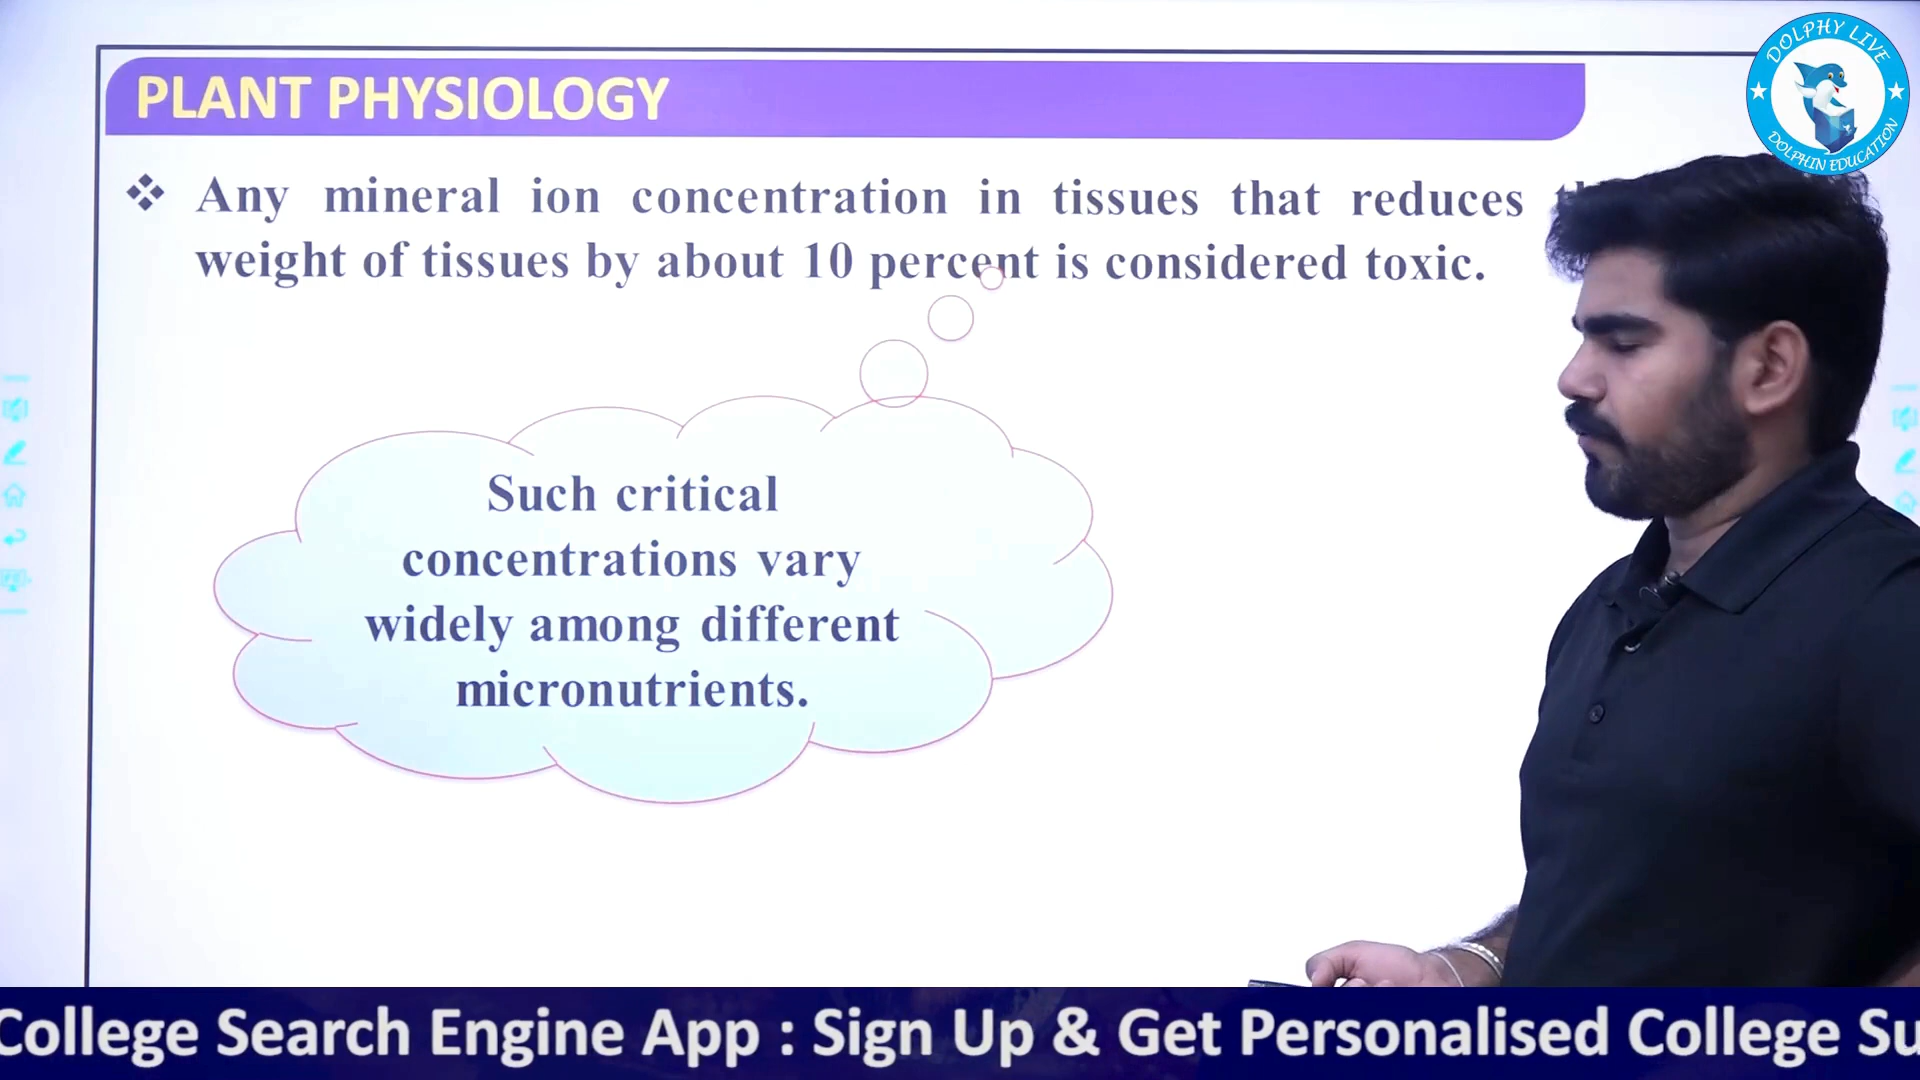 DOLPHY LIVE
DOLPHIN EDUCATION
PLANT PHYSIOLOGY
Any mineral ion concentration in tissues that reduces
weight of tissues by about 10 percent is considered toxic.
Such critical
concentrations vary
widely among different
micronutrients.
College Search Engine App : Sign Up & Get Personalised College Su